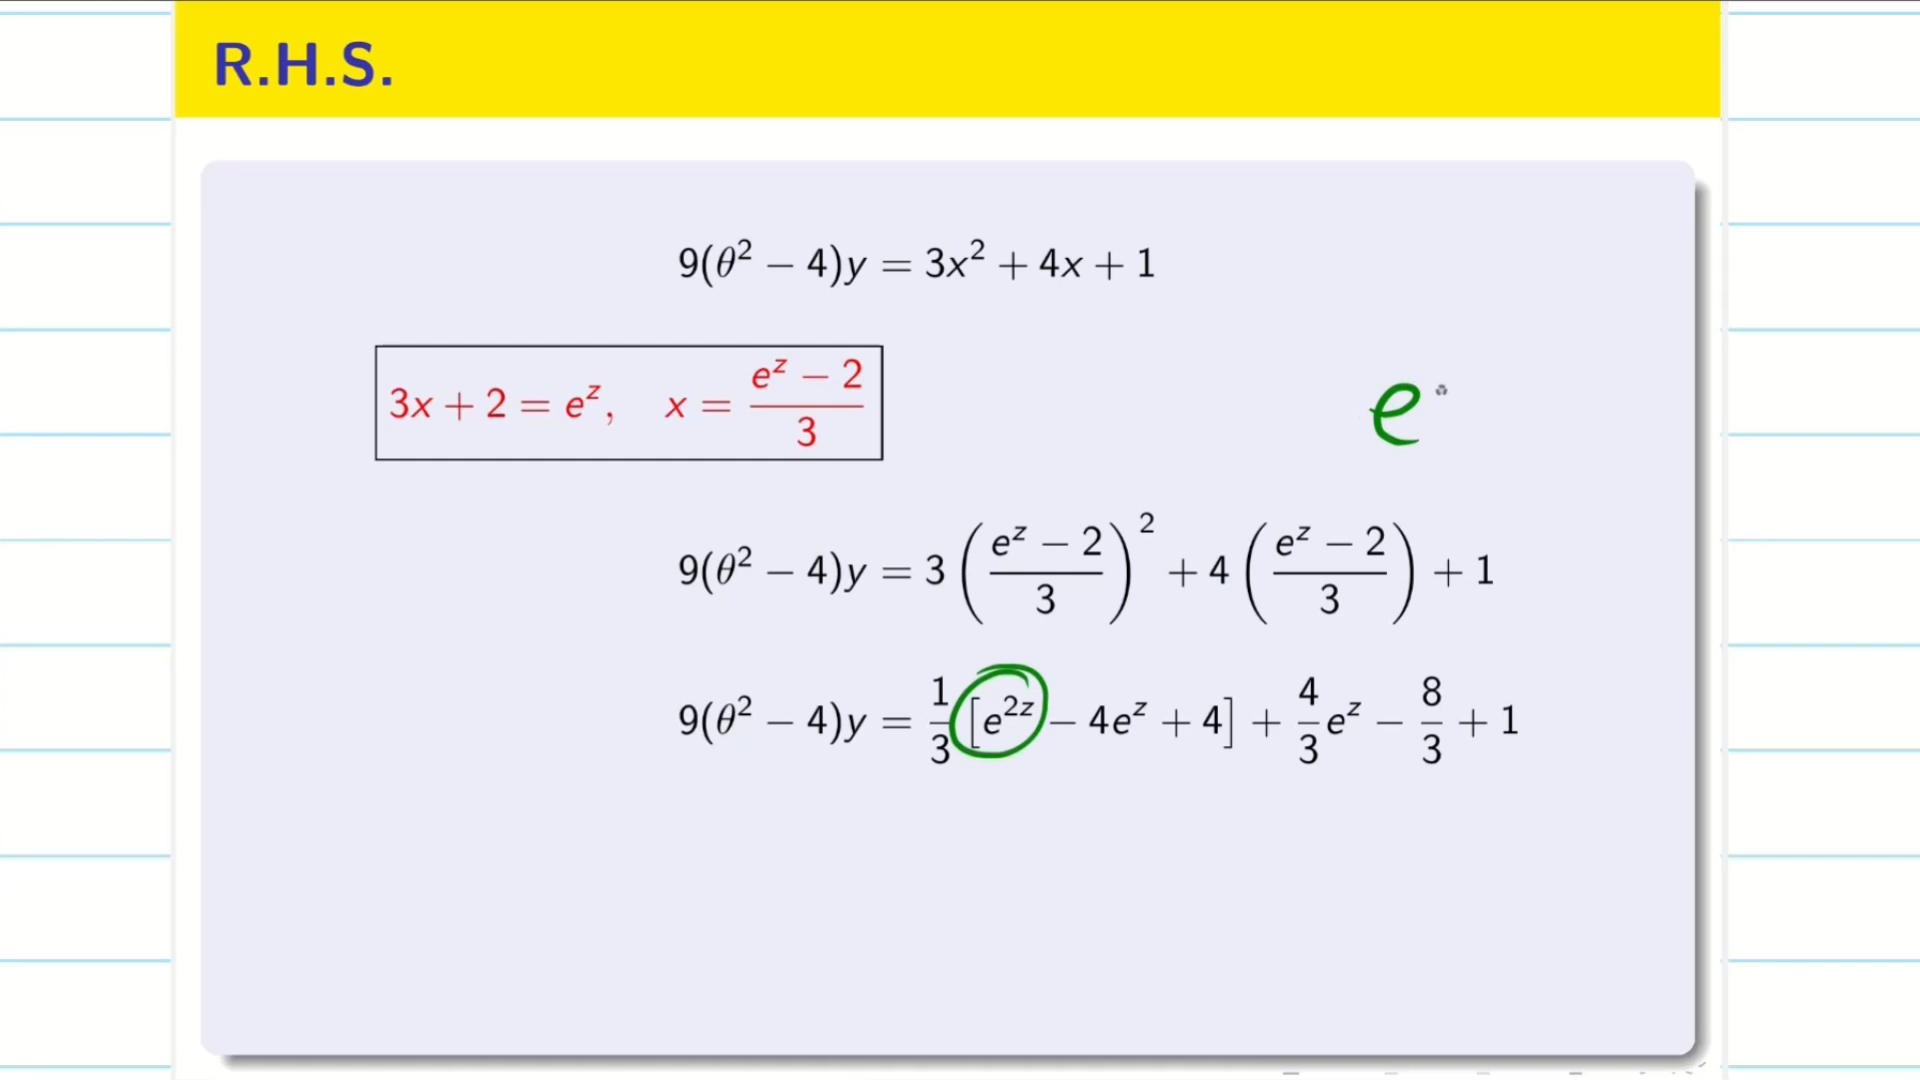 R.H.S.
9(θ² − 4)y = 3x² + 4x + 1
3x + 2 = e^z,   x = (e^z − 2)/3
e
9(θ² − 4)y = 3((e^z − 2)/3)² + 4((e^z − 2)/3) + 1
9(θ² − 4)y = 1/3[e^{2z} − 4e^z + 4] + 4/3 e^z − 8/3 + 1